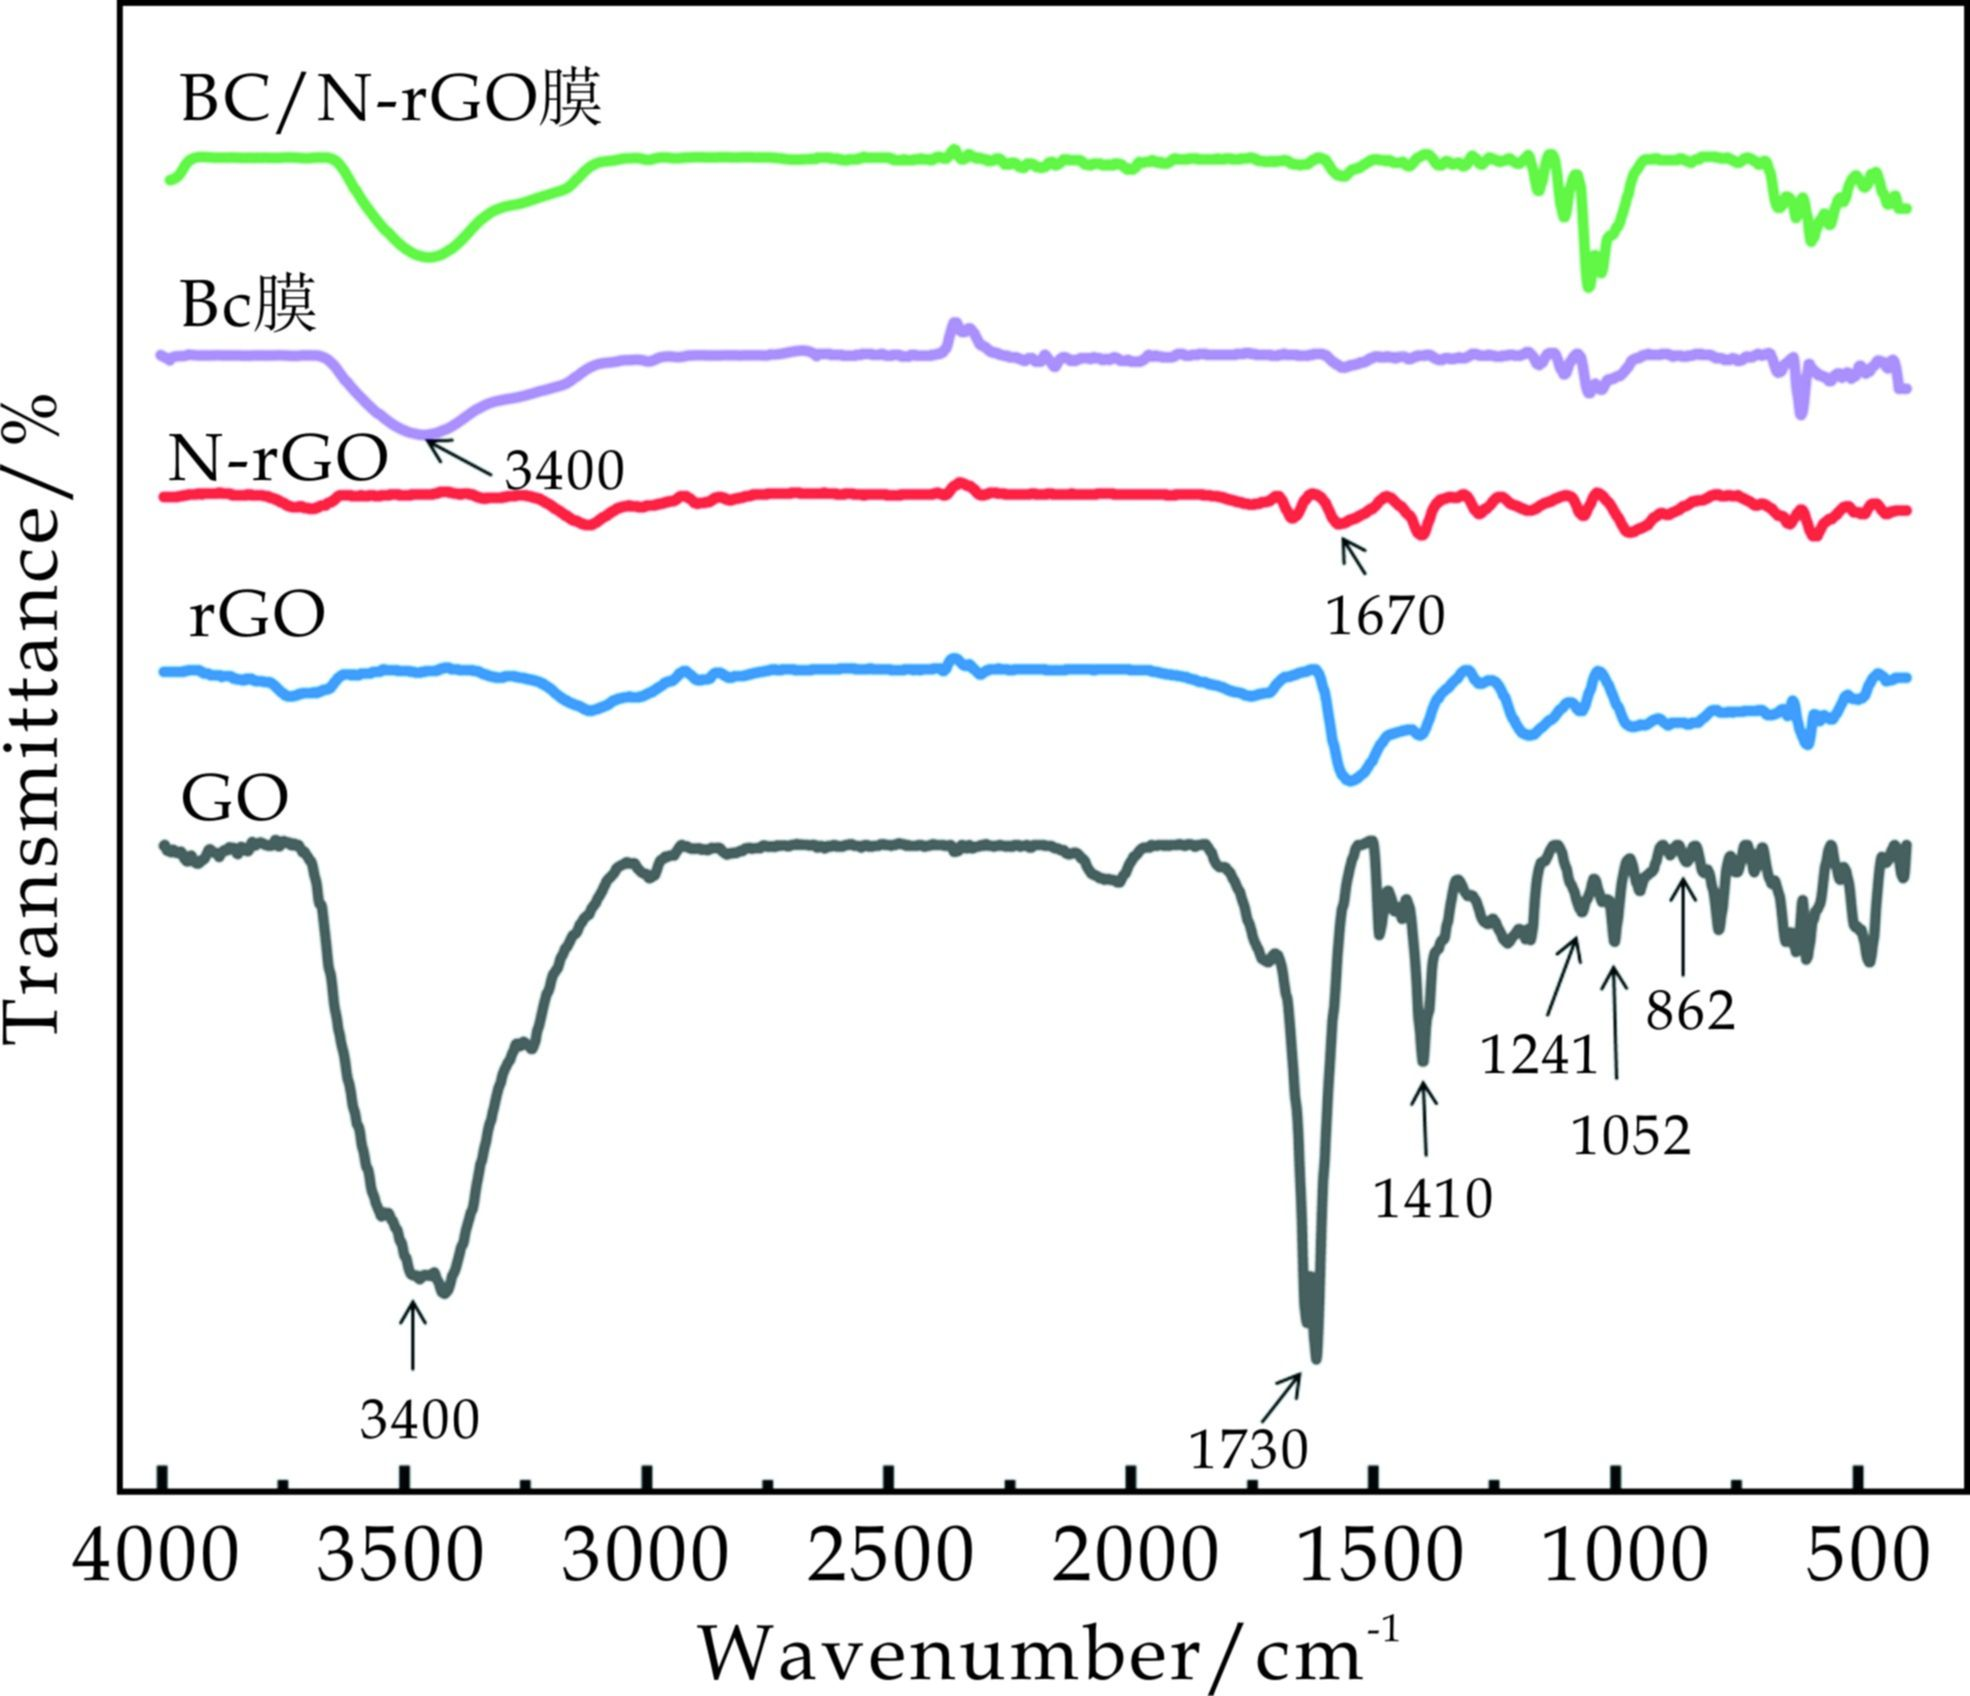 BC/N-rGO膜
Bc膜
N-rGO
3400
1670
rGO
GO
862
1241
1052
1410
3400
1730
4000 3500 3000 2500 2000 1500 1000 500
Wavenumber/cm⁻¹
Transmittance/%